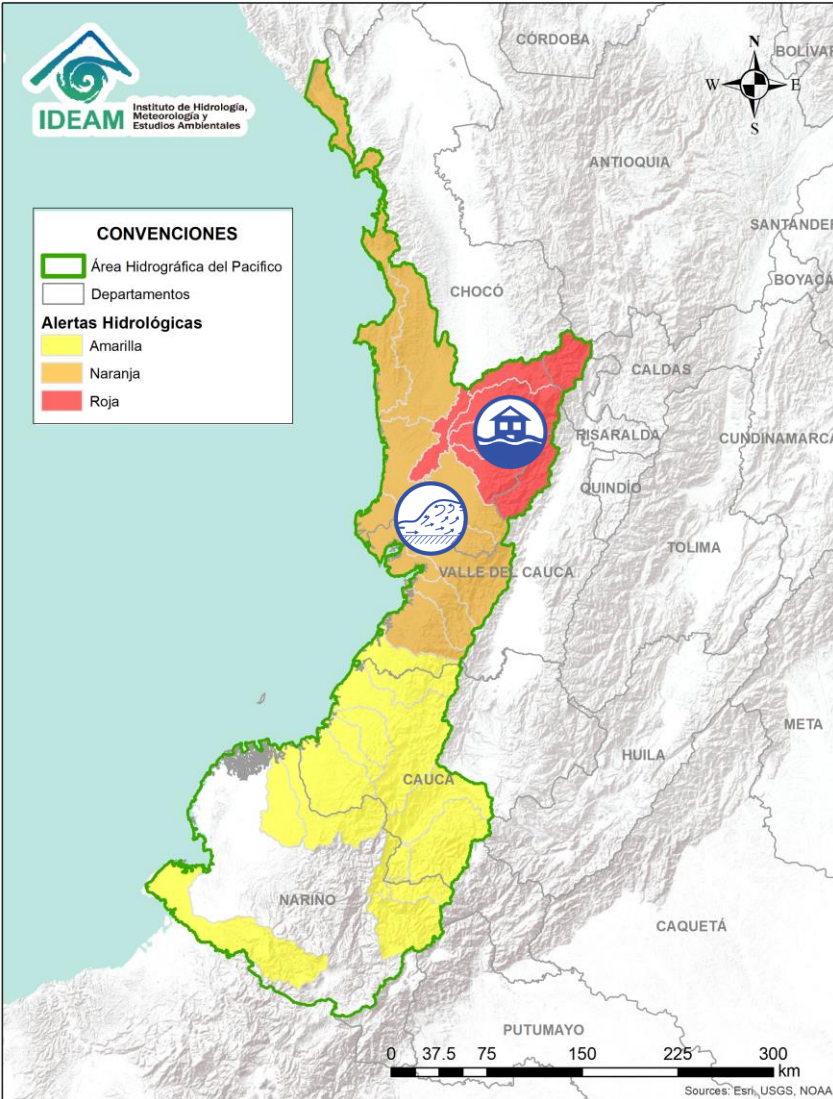 IDEAM
Instituto de Hidrología,
Meteorología y
Estudios Ambientales
N
W
E
S
CÓRDOBA
BOLÍVAR
ANTIOQUIA
SANTANDER
BOYACÁ
CHOCÓ
CALDAS
RISARALDA
CUNDINAMARCA
QUINDÍO
TOLIMA
VALLE DEL CAUCA
META
HUILA
CAUCA
NARIÑO
CAQUETÁ
PUTUMAYO
CONVENCIONES
Área Hidrográfica del Pacifico
Departamentos
Alertas Hidrológicas
Amarilla
Naranja
Roja
0 37.5 75 150 225 300
km
Sources: Esri, USGS, NOAA